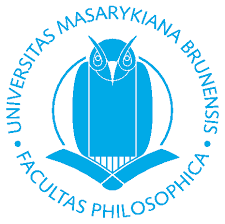 UNIVERSITAS MASARYKIANA BRUNENSIS
• FACULTAS PHILOSOPHICA •